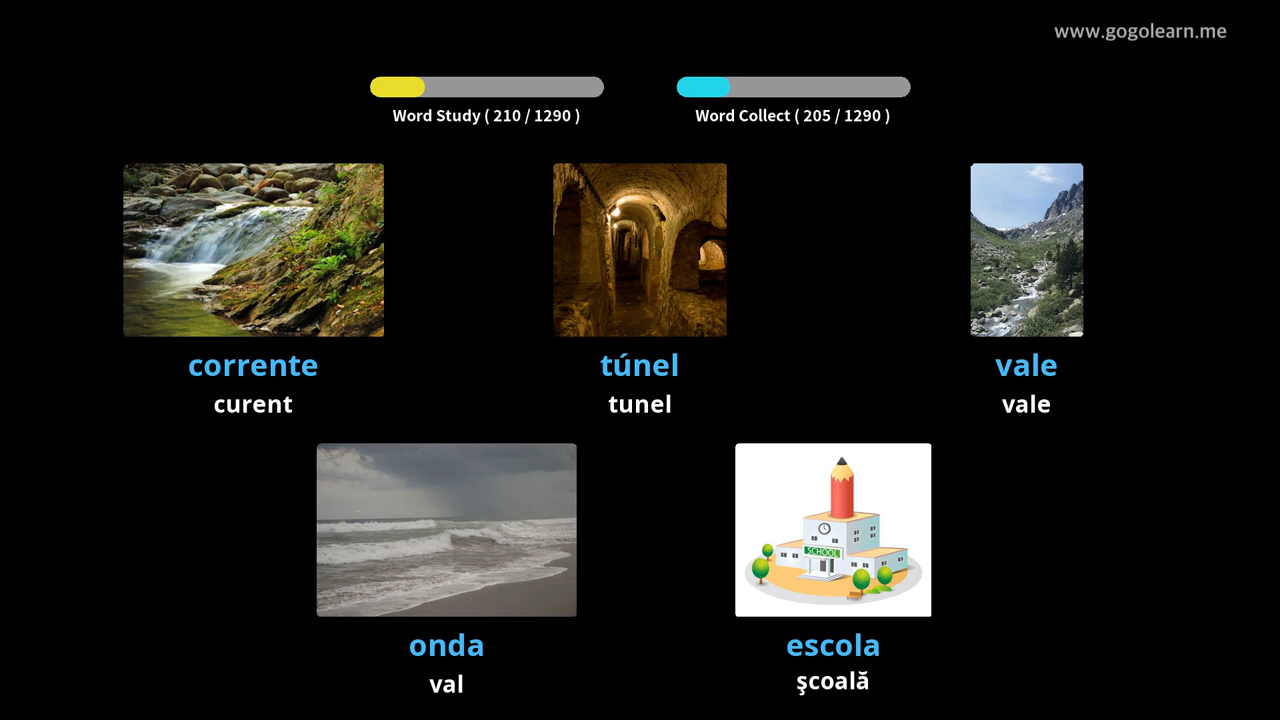 www.gogolearn.me
Word Study ( 210 / 1290 )
Word Collect ( 205 / 1290 )
corrente
túnel
vale
curent
tunel
vale
SCHOOL
onda
escola
val
şcoală